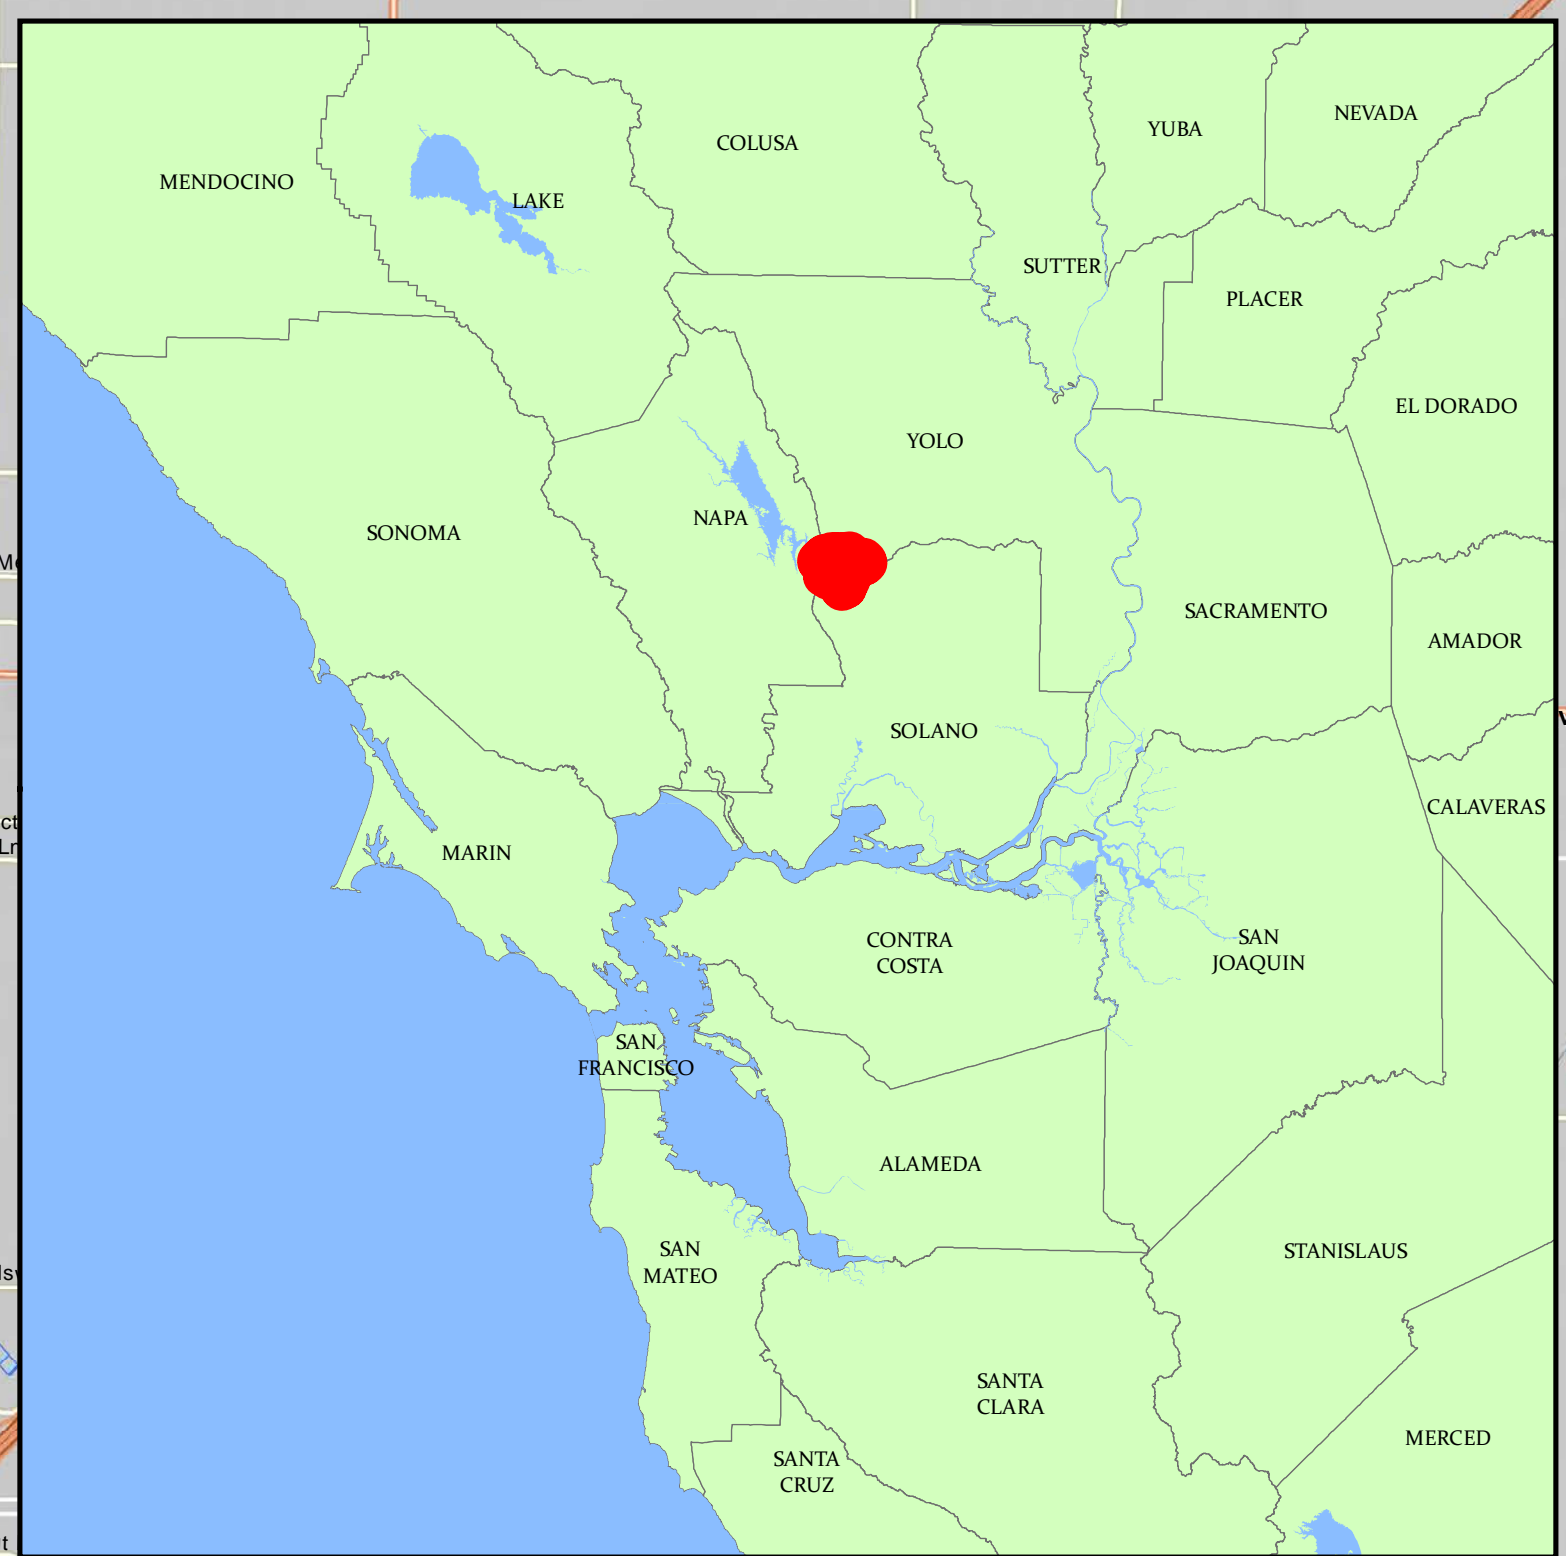 NEVADA
YUBA
COLUSA
MENDOCINO
LAKE
SUTTER
PLACER
EL DORADO
YOLO
NAPA
SONOMA
SACRAMENTO
AMADOR
SOLANO
CALAVERAS
MARIN
CONTRA
COSTA
SAN
JOAQUIN
SAN
FRANCISCO
ALAMEDA
SAN
MATEO
STANISLAUS
SANTA
CLARA
MERCED
SANTA
CRUZ